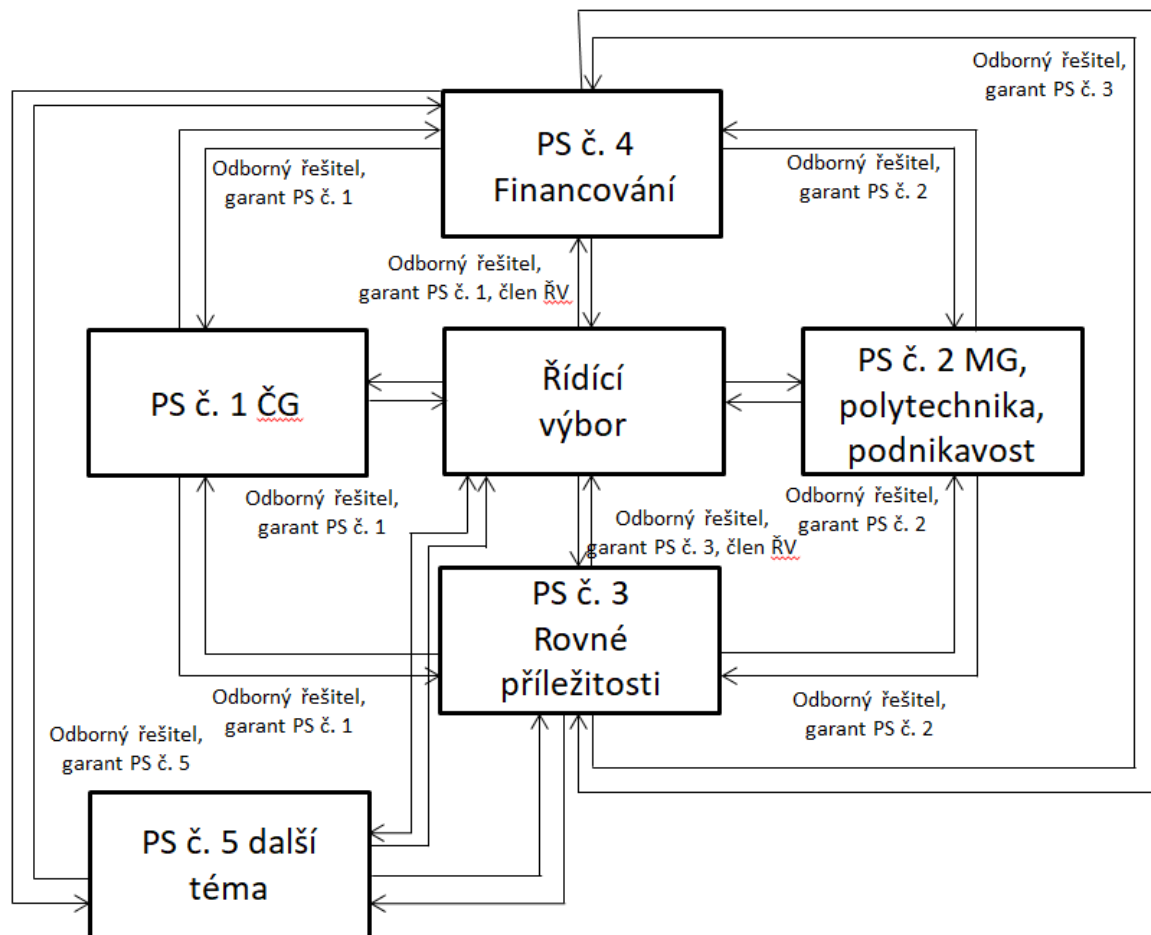 Odborný řešitel,
garant PS č. 3
PS č. 4
Financování
Odborný řešitel,
garant PS č. 1
Odborný řešitel,
garant PS č. 2
Odborný řešitel,
garant PS č. 1, člen ŘV
PS č. 1 ČG
Řídící
výbor
PS č. 2 MG,
polytechnika,
podnikavost
Odborný řešitel,
garant PS č. 1
Odborný řešitel,
garant PS č. 2
Odborný řešitel,
garant PS č. 3, člen ŘV
PS č. 3
Rovné
příležitosti
Odborný řešitel,
garant PS č. 1
Odborný řešitel,
garant PS č. 2
Odborný řešitel,
garant PS č. 5
PS č. 5 další
téma